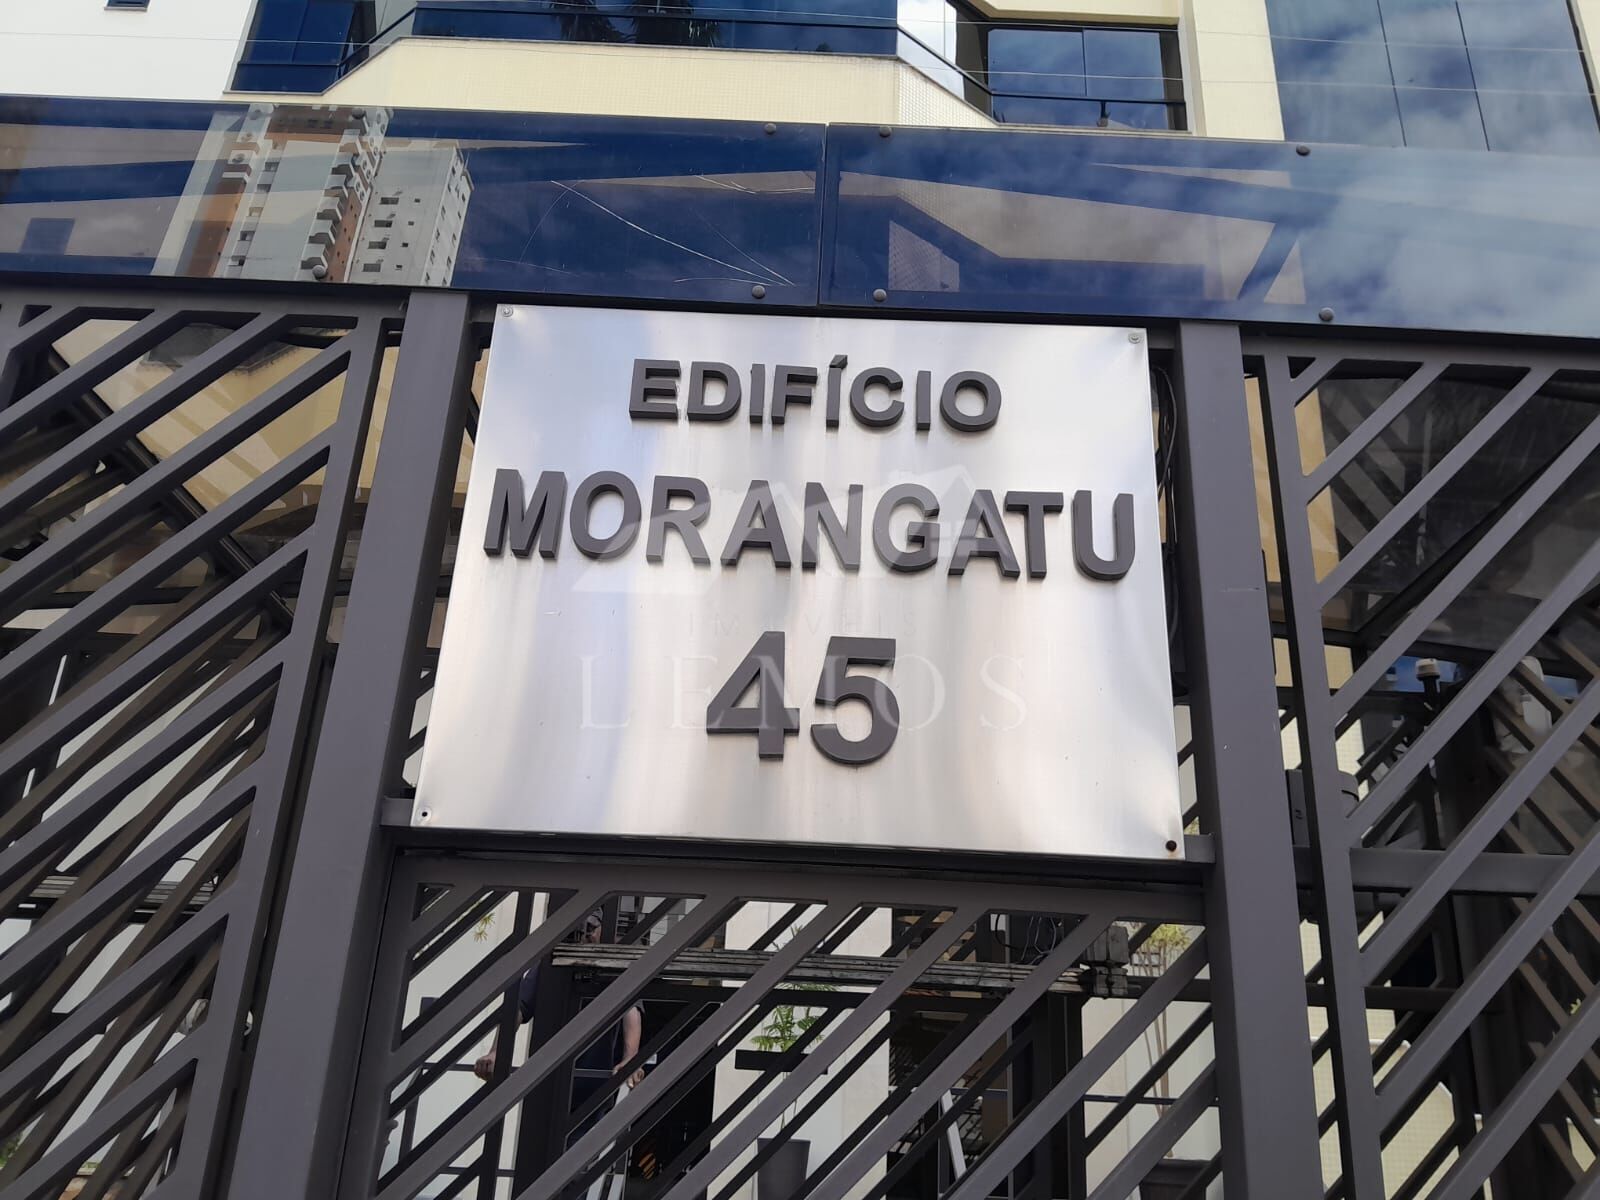 EDIFÍCIO
MORANGATU
IMÓVEIS
45
LEMOS